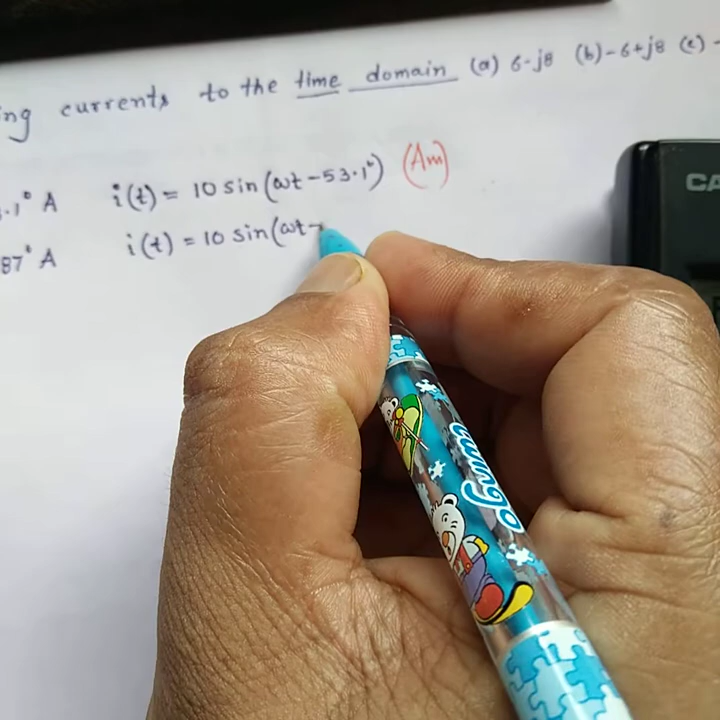 ing currents to the time domain (a) 6-j8 (b)-6+j8 (c) -
.1° A i(t) = 10 sin(ωt-53.1°) (Am)
87° A i(t) = 10 sin(ωt-
CA